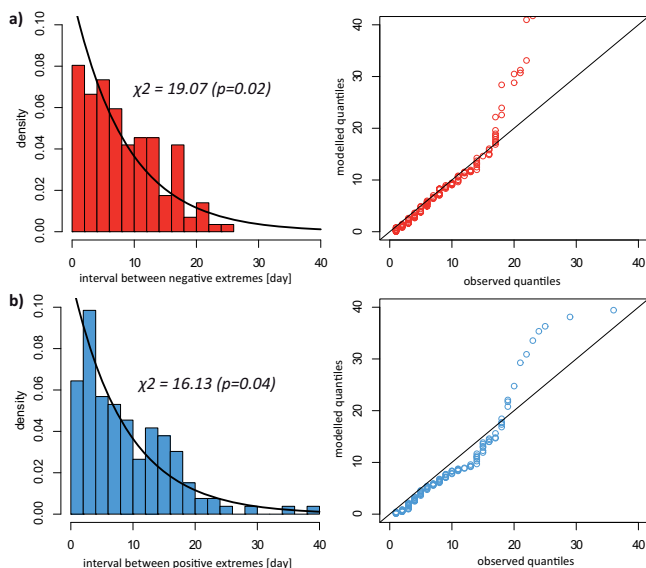 a)
0.10
0.08
0.06
0.04
0.02
0.00
density
χ2 = 19.07 (p=0.02)
0 10 20 30 40
interval between negative extremes [day]
40
30
20
10
0
modelled quantiles
0 10 20 30 40
observed quantiles
b)
0.10
0.08
0.06
0.04
0.02
0.00
density
χ2 = 16.13 (p=0.04)
0 10 20 30 40
interval between positive extremes [day]
40
30
20
10
0
modelled quantiles
0 10 20 30 40
observed quantiles